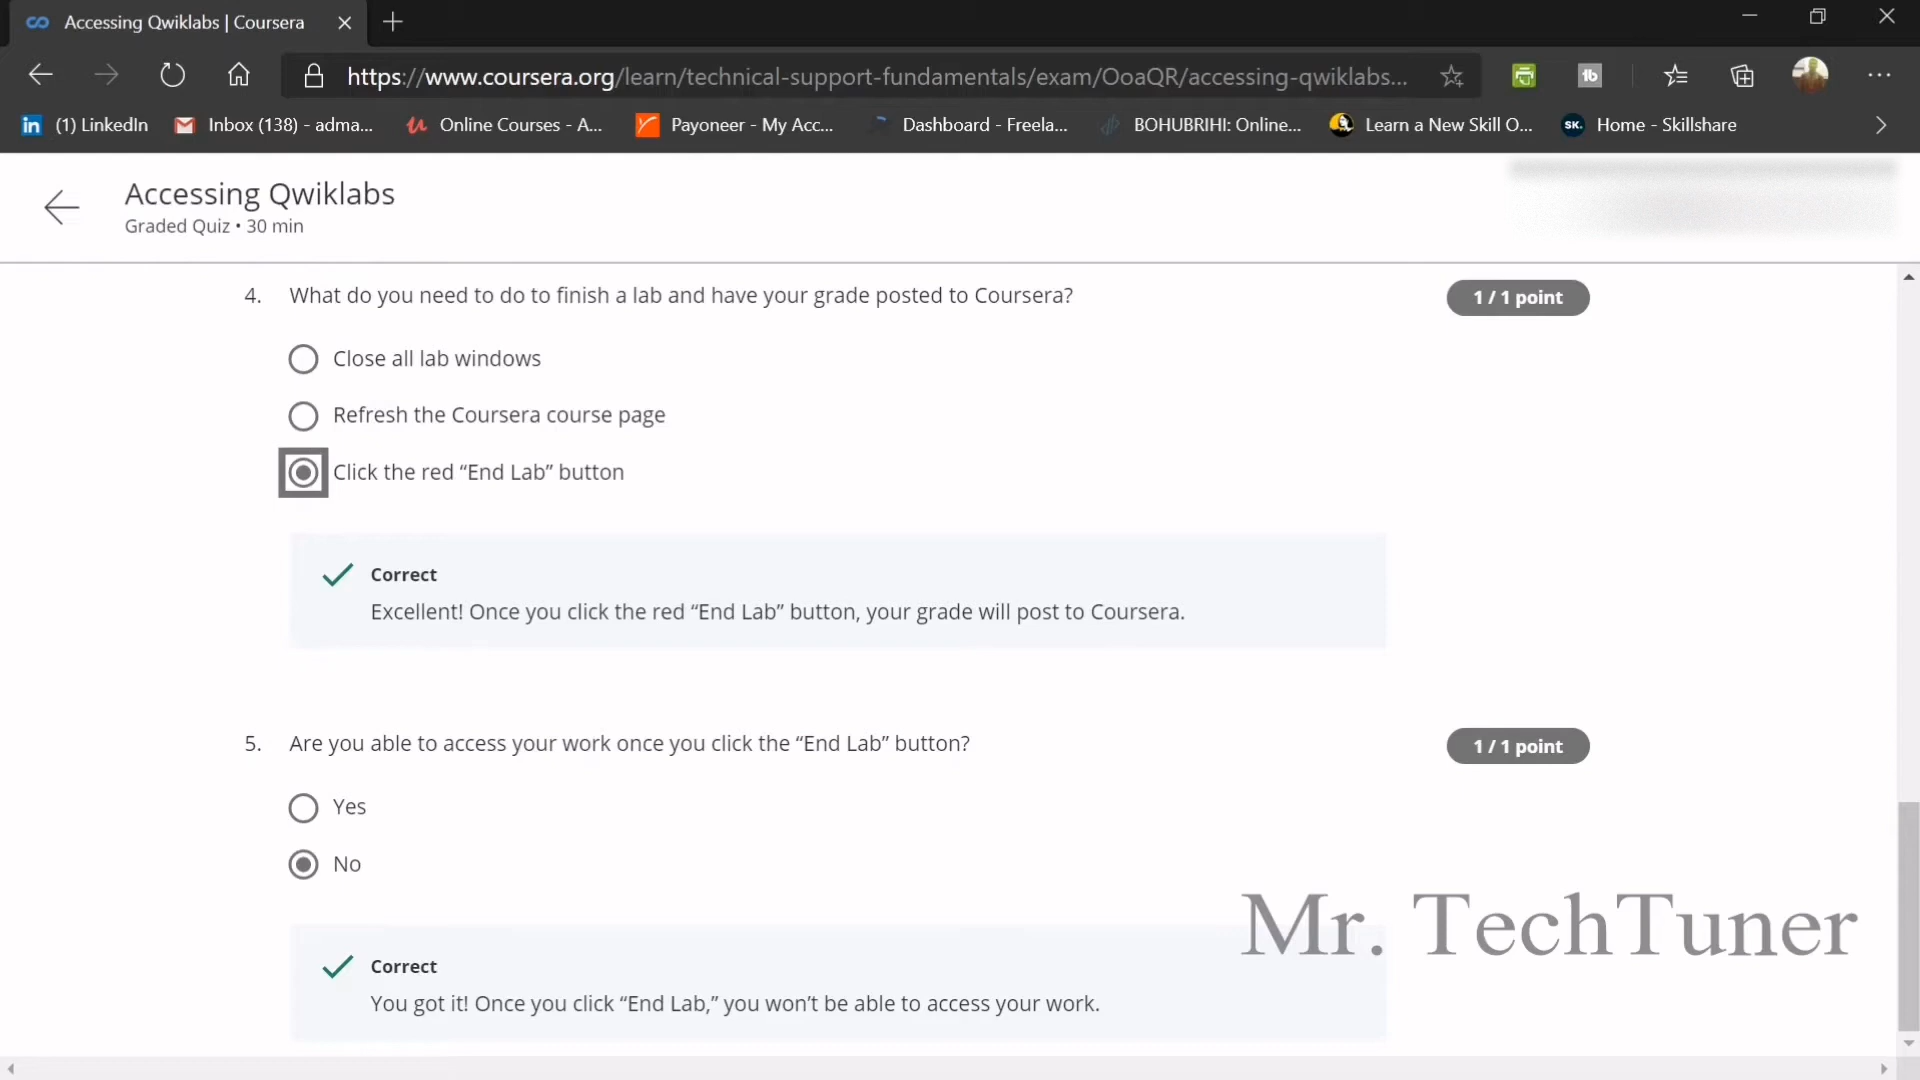 Accessing Qwiklabs | Coursera
https://www.coursera.org/learn/technical-support-fundamentals/exam/OoaQR/accessing-qwiklabs...
in (1) LinkedIn
Inbox (138) - adma...
Online Courses - A...
Payoneer - My Acc...
Dashboard - Freela...
BOHUBRIHI: Online...
Learn a New Skill O...
SK. Home - Skillshare
Accessing Qwiklabs
Graded Quiz • 30 min
4. What do you need to do to finish a lab and have your grade posted to Coursera?
1 / 1 point
Close all lab windows
Refresh the Coursera course page
Click the red “End Lab” button
Correct
Excellent! Once you click the red “End Lab” button, your grade will post to Coursera.
5. Are you able to access your work once you click the “End Lab” button?
1 / 1 point
Yes
No
Mr. TechTuner
Correct
You got it! Once you click “End Lab,” you won’t be able to access your work.